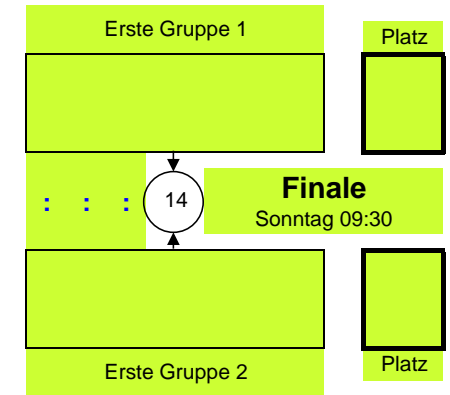 Erste Gruppe 1
Platz
: : :
14
Finale
Sonntag 09:30
Erste Gruppe 2
Platz